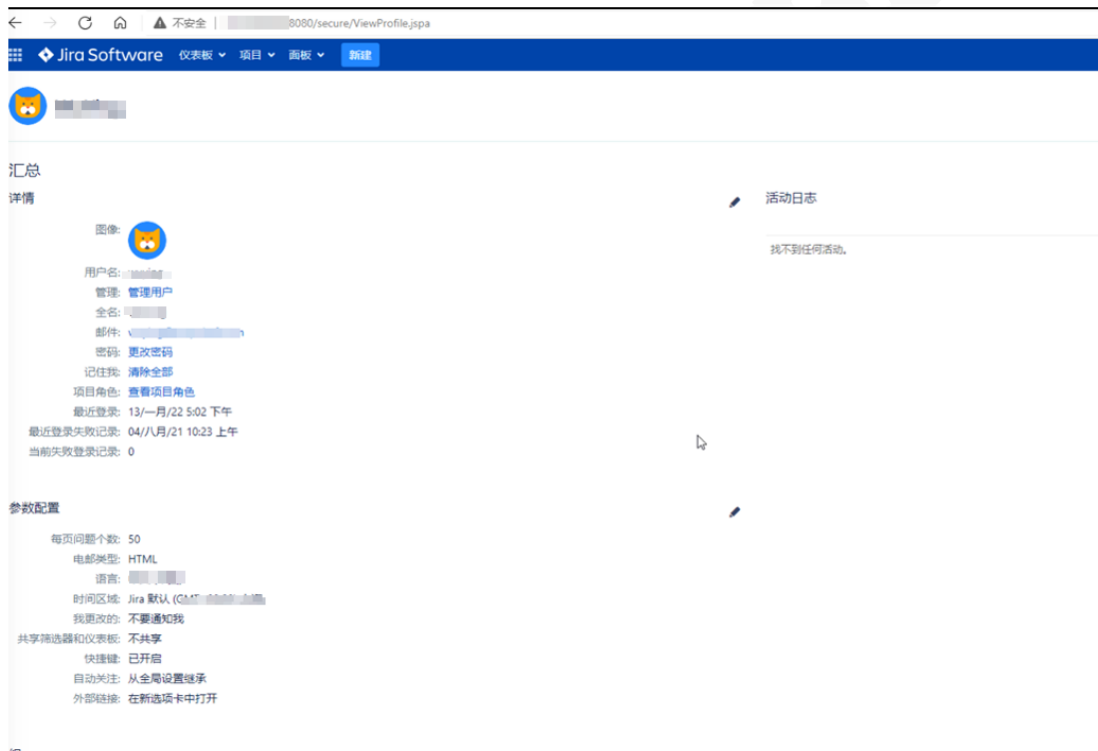 不安全 | 8080/secure/ViewProfile.jspa
Jira Software 仪表板 项目 面板 新建
汇总
详情
图像:
用户名:
管理: 管理用户
全名:
邮件:
密码: 更改密码
记住我: 清除全部
项目角色: 查看项目角色
最近登录: 13/一月/22 5:02 下午
最近登录失败记录: 04/八月/21 10:23 上午
当前失败登录记录: 0
活动日志
找不到任何活动。
参数配置
每页问题个数: 50
电邮类型: HTML
语言:
时间区域: Jira 默认
我更改的: 不要通知我
共享筛选器和仪表板: 不共享
快捷键: 已开启
自动关注: 从全局设置继承
外部链接: 在新选项卡中打开